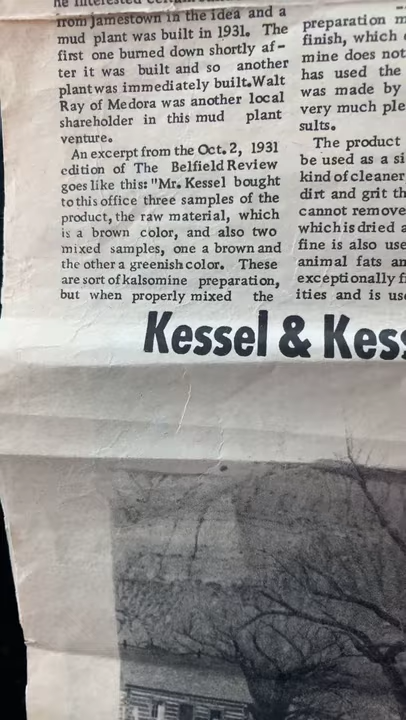 he interested
from Jamestown in the idea and a
mud plant was built in 1931. The
first one burned down shortly af-
ter it was built and so another
plant was immediately built.Walt
Ray of Medora was another local
shareholder in this mud plant
venture.
An excerpt from the Oct. 2, 1931
edition of The Belfield Review
goes like this: "Mr. Kessel bought
to this office three samples of the
product, the raw material, which
is a brown color, and also two
mixed samples, one a brown and
the other a greenish color. These
are sort of kalsomine preparation,
but when properly mixed the
preparation m
finish, which
mine does not
has used the
was made by
very much ple
sults.
The product
be used as a si
kind of cleaner
dirt and grit th
cannot remove
which is dried a
fine is also use
animal fats an
exceptionally fi
ities and is use
Kessel & Kess